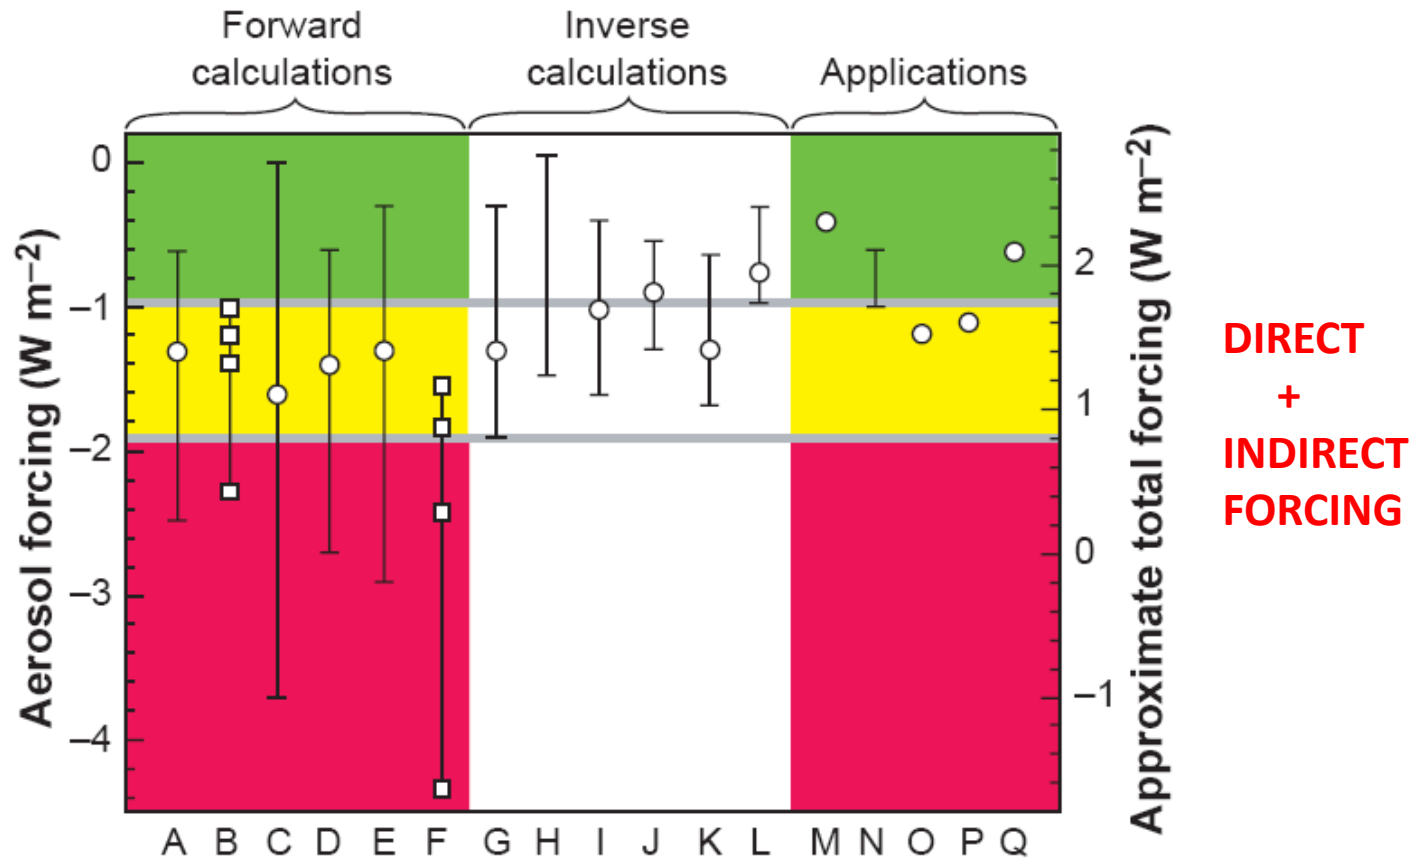 Forward
calculations
Inverse
calculations
Applications
Aerosol forcing (W m−2)
0
−1
−2
−3
−4
A B C D E F G H I J K L M N O P Q
2
1
0
−1
Approximate total forcing (W m−2)
DIRECT
+
INDIRECT
FORCING